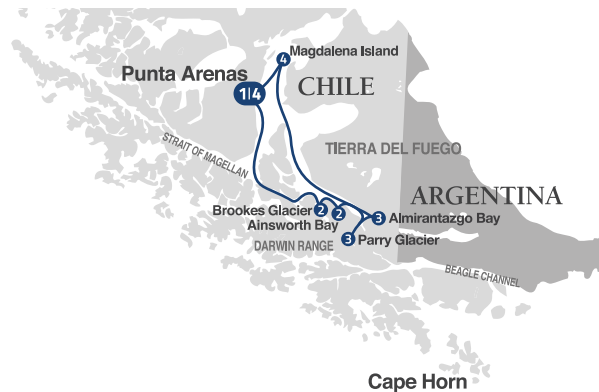 Magdalena Island
4
Punta Arenas
1|4
CHILE
STRAIT OF MAGELLAN
TIERRA DEL FUEGO
ARGENTINA
Brookes Glacier
2
2
Ainsworth Bay
3
Almirantazgo Bay
DARWIN RANGE
3
Parry Glacier
BEAGLE CHANNEL
Cape Horn